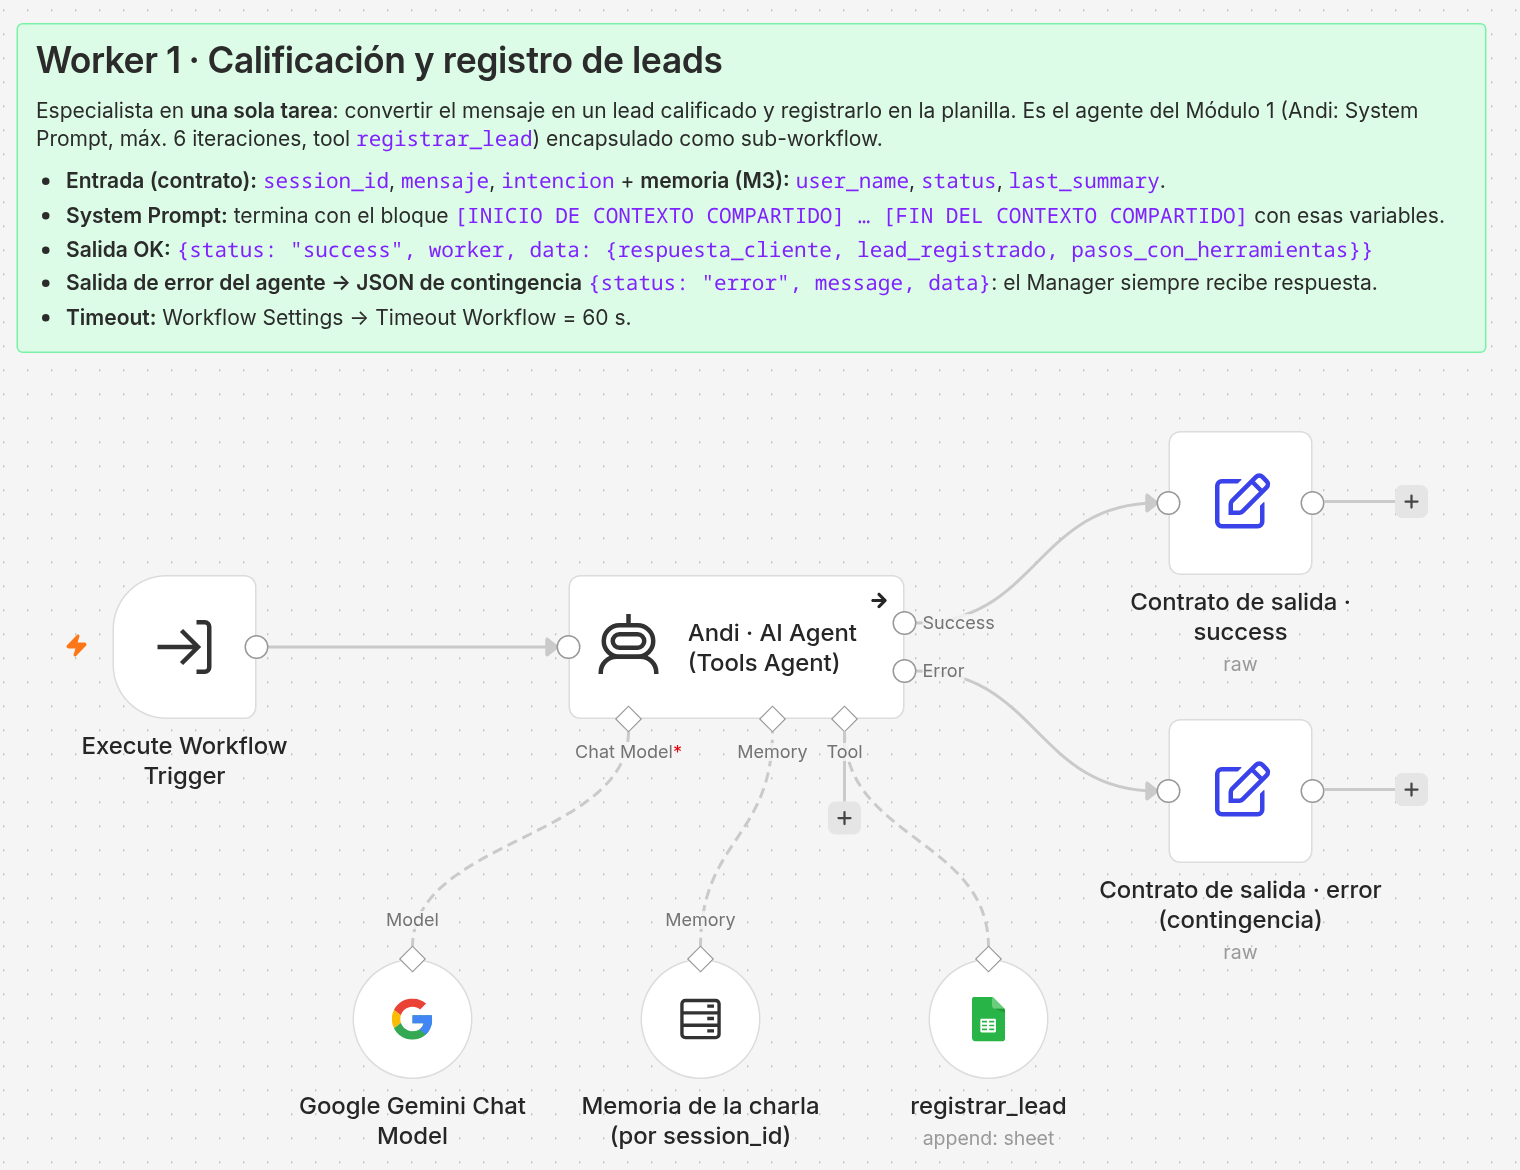 Worker 1 · Calificación y registro de leads
Especialista en una sola tarea: convertir el mensaje en un lead calificado y registrarlo en la planilla. Es el agente del Módulo 1 (Andi: System
Prompt, máx. 6 iteraciones, tool registrar_lead) encapsulado como sub-workflow.
• Entrada (contrato): session_id, mensaje, intencion + memoria (M3): user_name, status, last_summary.
• System Prompt: termina con el bloque [INICIO DE CONTEXTO COMPARTIDO] … [FIN DEL CONTEXTO COMPARTIDO] con esas variables.
• Salida OK: {status: "success", worker, data: {respuesta_cliente, lead_registrado, pasos_con_herramientas}}
• Salida de error del agente → JSON de contingencia {status: "error", message, data}: el Manager siempre recibe respuesta.
• Timeout: Workflow Settings → Timeout Workflow = 60 s.
Contrato de salida ·
success
raw
Execute Workflow
Trigger
Andi · AI Agent
(Tools Agent)
Success
Error
Chat Model*
Memory
Tool
Contrato de salida · error
(contingencia)
raw
Model
Memory
Google Gemini Chat
Model
Memoria de la charla
(por session_id)
registrar_lead
append: sheet